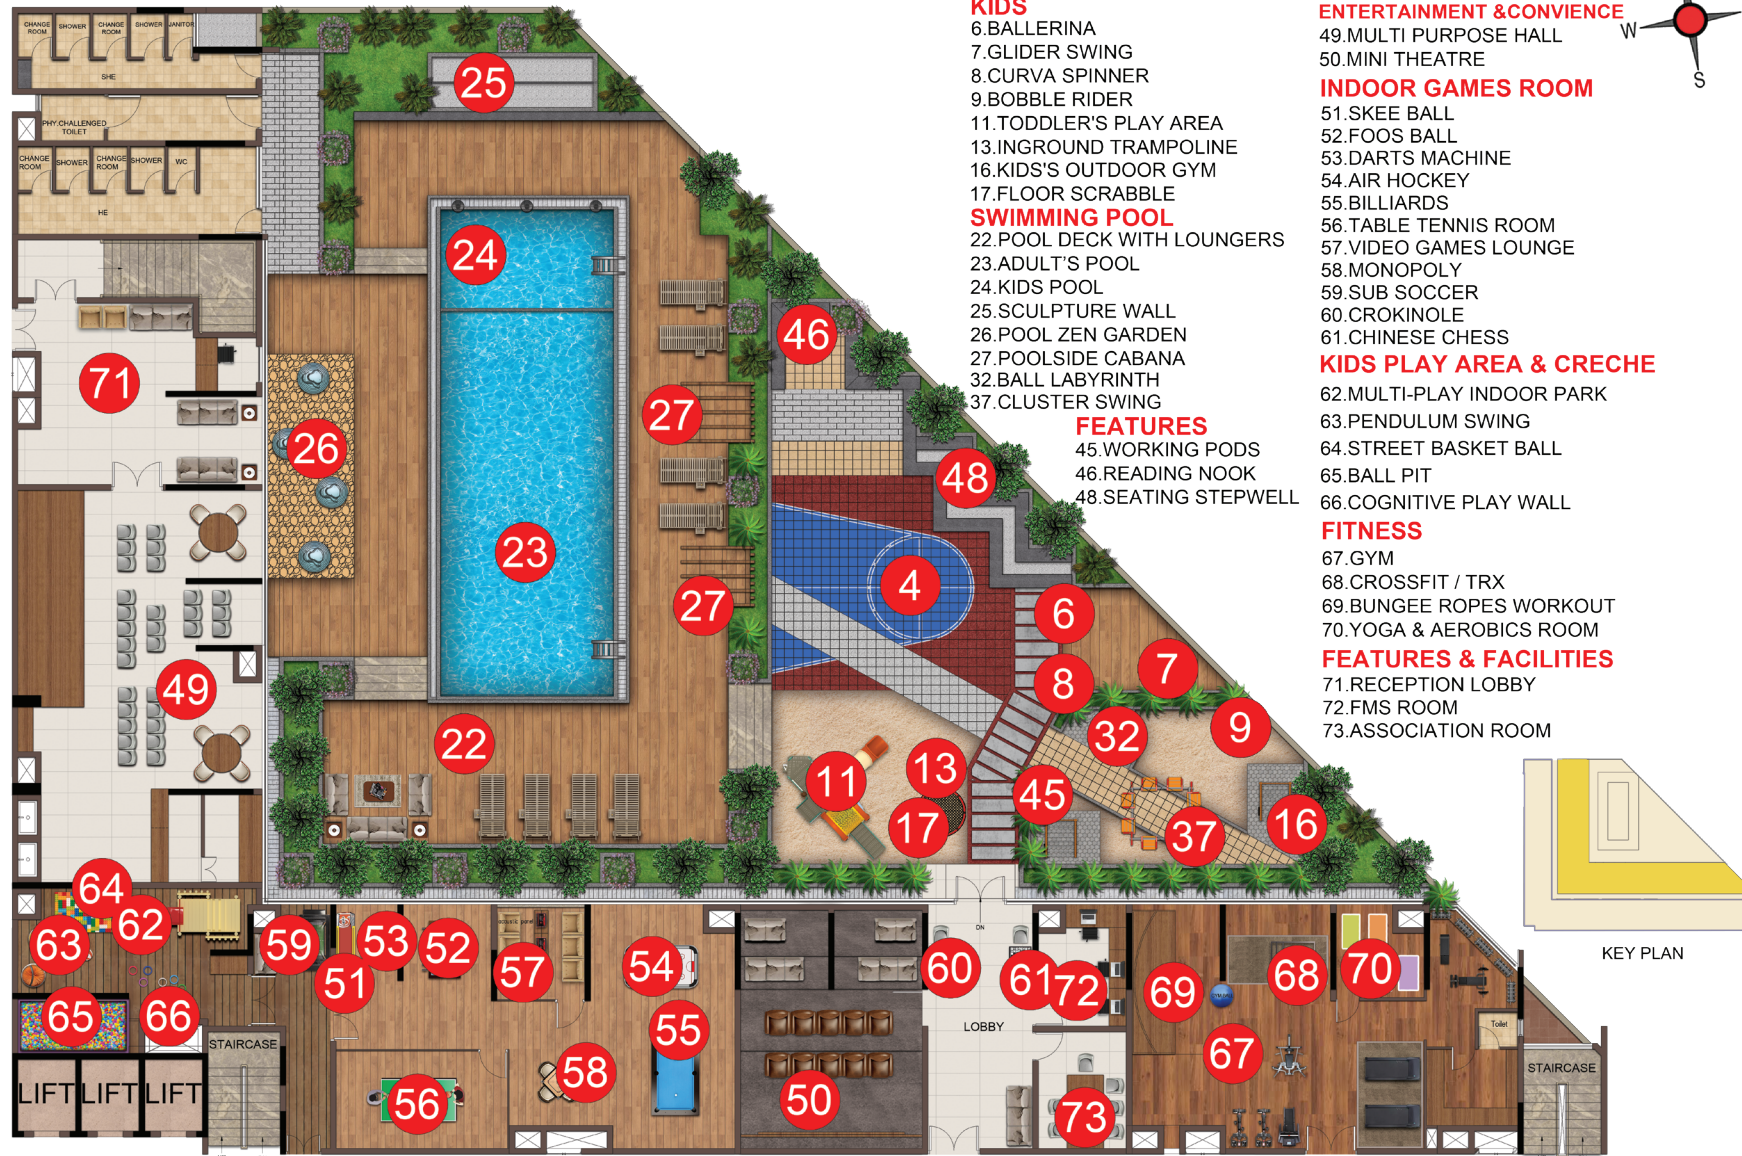 KIDS
6.BALLERINA
7.GLIDER SWING
8.CURVA SPINNER
9.BOBBLE RIDER
11.TODDLER'S PLAY AREA
13.INGROUND TRAMPOLINE
16.KIDS'S OUTDOOR GYM
17.FLOOR SCRABBLE
SWIMMING POOL
22.POOL DECK WITH LOUNGERS
23.ADULT'S POOL
24.KIDS POOL
25.SCULPTURE WALL
26.POOL ZEN GARDEN
27.POOLSIDE CABANA
32.BALL LABYRINTH
37.CLUSTER SWING
FEATURES
45.WORKING PODS
46.READING NOOK
48.SEATING STEPWELL
ENTERTAINMENT &CONVIENCE
49.MULTI PURPOSE HALL
50.MINI THEATRE
INDOOR GAMES ROOM
51.SKEE BALL
52.FOOS BALL
53.DARTS MACHINE
54.AIR HOCKEY
55.BILLIARDS
56.TABLE TENNIS ROOM
57.VIDEO GAMES LOUNGE
58.MONOPOLY
59.SUB SOCCER
60.CROKINOLE
61.CHINESE CHESS
KIDS PLAY AREA & CRECHE
62.MULTI-PLAY INDOOR PARK
63.PENDULUM SWING
64.STREET BASKET BALL
65.BALL PIT
66.COGNITIVE PLAY WALL
FITNESS
67.GYM
68.CROSSFIT / TRX
69.BUNGEE ROPES WORKOUT
70.YOGA & AEROBICS ROOM
FEATURES & FACILITIES
71.RECEPTION LOBBY
72.FMS ROOM
73.ASSOCIATION ROOM
W
S
KEY PLAN
CHANGE ROOM
SHOWER
CHANGE ROOM
SHOWER
JANITOR
SHE
PHY.CHALLENGED TOILET
CHANGE ROOM
SHOWER
CHANGE ROOM
SHOWER
WC
HE
25
24
46
71
27
26
48
23
4
27
6
7
8
49
9
32
22
13
11
45
17
37
16
64
62
63
59
53
52
acoustic panel
57
51
54
60
DN
61
72
69
68
70
65
66
55
LOBBY
67
Toilet
STAIRCASE
STAIRCASE
LIFT
LIFT
LIFT
56
58
50
73